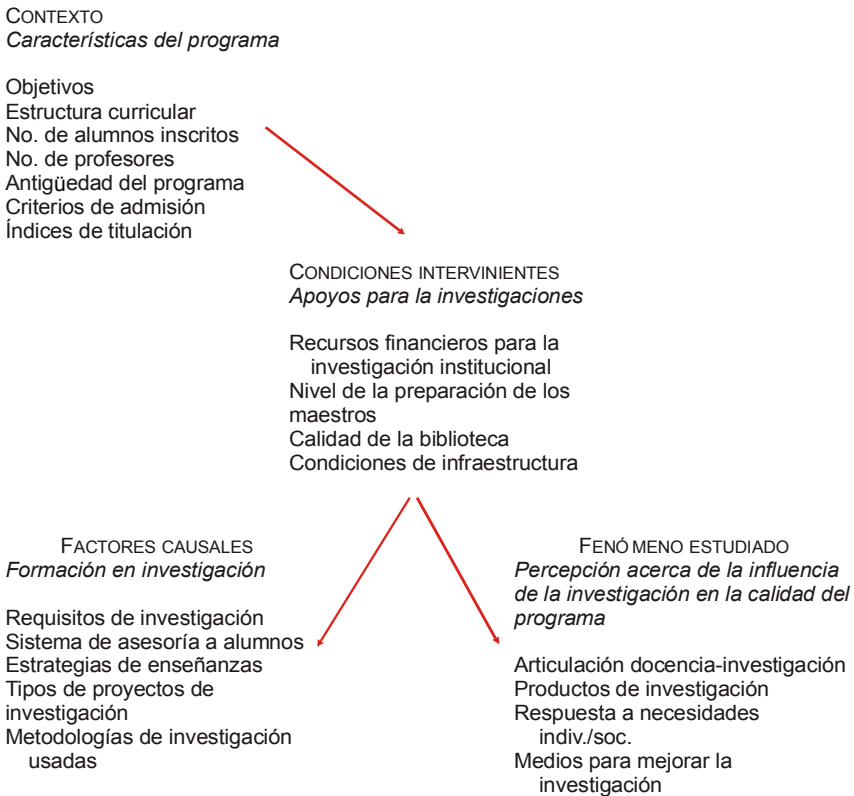 CONTEXTO
Características del programa
Objetivos
Estructura curricular
No. de alumnos inscritos
No. de profesores
Antigüedad del programa
Criterios de admisión
Índices de titulación
CONDICIONES INTERVINIENTES
Apoyos para la investigaciones
Recursos financieros para la
investigación institucional
Nivel de la preparación de los
maestros
Calidad de la biblioteca
Condiciones de infraestructura
FACTORES CAUSALES
Formación en investigación
Requisitos de investigación
Sistema de asesoría a alumnos
Estrategias de enseñanzas
Tipos de proyectos de
investigación
Metodologías de investigación
usadas
FENÓMENO ESTUDIADO
Percepción acerca de la influencia
de la investigación en la calidad del
programa
Articulación docencia-investigación
Productos de investigación
Respuesta a necesidades
indiv./soc.
Medios para mejorar la
investigación